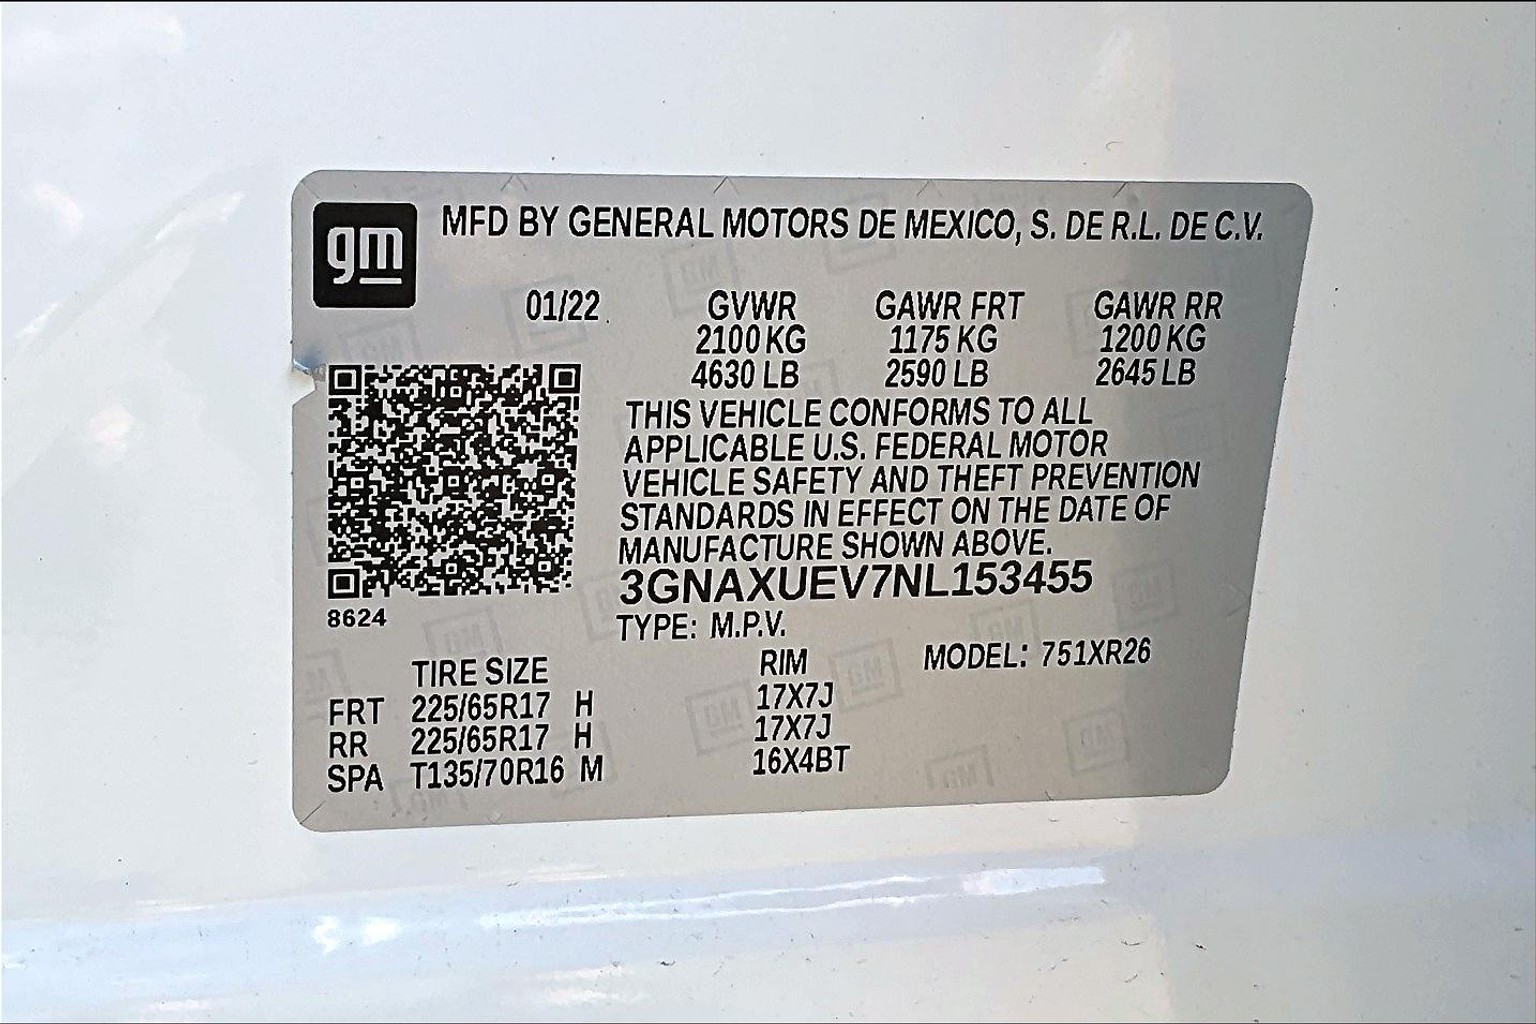 gm
MFD BY GENERAL MOTORS DE MEXICO, S. DE R.L. DE C.V.
01/22 GVWR GAWR FRT GAWR RR
2100 KG 1175 KG 1200 KG
4630 LB 2590 LB 2645 LB
THIS VEHICLE CONFORMS TO ALL
APPLICABLE U.S. FEDERAL MOTOR
VEHICLE SAFETY AND THEFT PREVENTION
STANDARDS IN EFFECT ON THE DATE OF
MANUFACTURE SHOWN ABOVE.
3GNAXUEV7NL153455
8624
TYPE: M.P.V.
MODEL: 751XR26
TIRE SIZE RIM
FRT 225/65R17 H 17X7J
RR 225/65R17 H 17X7J
SPA T135/70R16 M 16X4BT